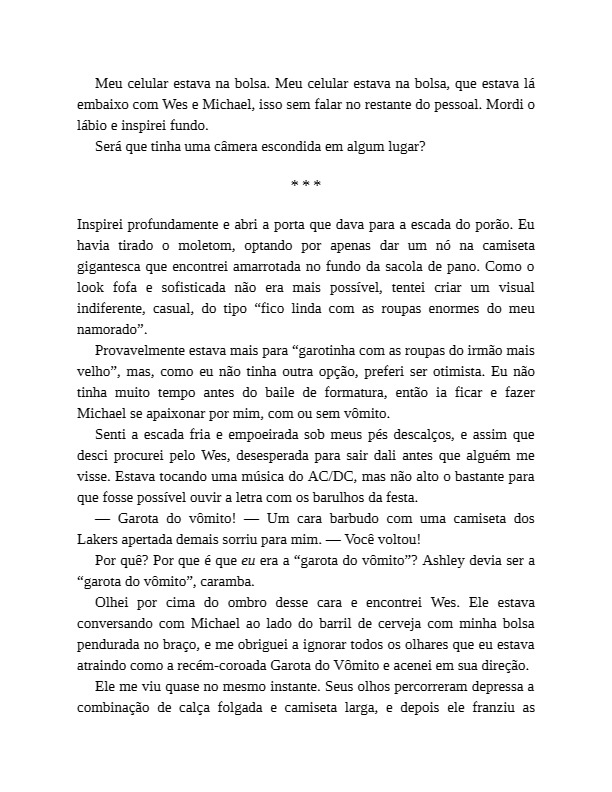 Meu celular estava na bolsa. Meu celular estava na bolsa, que estava lá
embaixo com Wes e Michael, isso sem falar no restante do pessoal. Mordi o
lábio e inspirei fundo.
Será que tinha uma câmera escondida em algum lugar?
* * *
Inspirei profundamente e abri a porta que dava para a escada do porão. Eu
havia tirado o moletom, optando por apenas dar um nó na camiseta
gigantesca que encontrei amarrotada no fundo da sacola de pano. Como o
look fofa e sofisticada não era mais possível, tentei criar um visual
indiferente, casual, do tipo “fico linda com as roupas enormes do meu
namorado”.
Provavelmente estava mais para “garotinha com as roupas do irmão mais
velho”, mas, como eu não tinha outra opção, preferi ser otimista. Eu não
tinha muito tempo antes do baile de formatura, então ia ficar e fazer
Michael se apaixonar por mim, com ou sem vômito.
Senti a escada fria e empoeirada sob meus pés descalços, e assim que
desci procurei pelo Wes, desesperada para sair dali antes que alguém me
visse. Estava tocando uma música do AC/DC, mas não alto o bastante para
que fosse possível ouvir a letra com os barulhos da festa.
— Garota do vômito! — Um cara barbudo com uma camiseta dos
Lakers apertada demais sorriu para mim. — Você voltou!
Por quê? Por que é que eu era a “garota do vômito”? Ashley devia ser a
“garota do vômito”, caramba.
Olhei por cima do ombro desse cara e encontrei Wes. Ele estava
conversando com Michael ao lado do barril de cerveja com minha bolsa
pendurada no braço, e me obriguei a ignorar todos os olhares que eu estava
atraindo como a recém-coroada Garota do Vômito e acenei em sua direção.
Ele me viu quase no mesmo instante. Seus olhos percorreram depressa a
combinação de calça folgada e camiseta larga, e depois ele franziu as